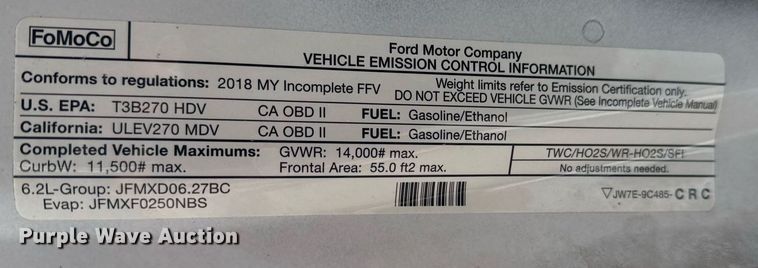 FoMoCo
Ford Motor Company
VEHICLE EMISSION CONTROL INFORMATION
Conforms to regulations: 2018 MY Incomplete FFV
Weight limits refer to Emission Certification only.
DO NOT EXCEED VEHICLE GVWR (See Incomplete Vehicle Manual)
U.S. EPA: T3B270 HDV CA OBD II FUEL: Gasoline/Ethanol
California: ULEV270 MDV CA OBD II FUEL: Gasoline/Ethanol
Completed Vehicle Maximums: GVWR: 14,000# max. TWC/HO2S/WR-HO2S/SFI
CurbW: 11,500# max. Frontal Area: 55.0 ft2 max. No adjustments needed.
6.2L-Group: JFMXD06.27BC
Evap: JFMXF0250NBS
▽JW7E-9C485-CRC
Purple Wave Auction